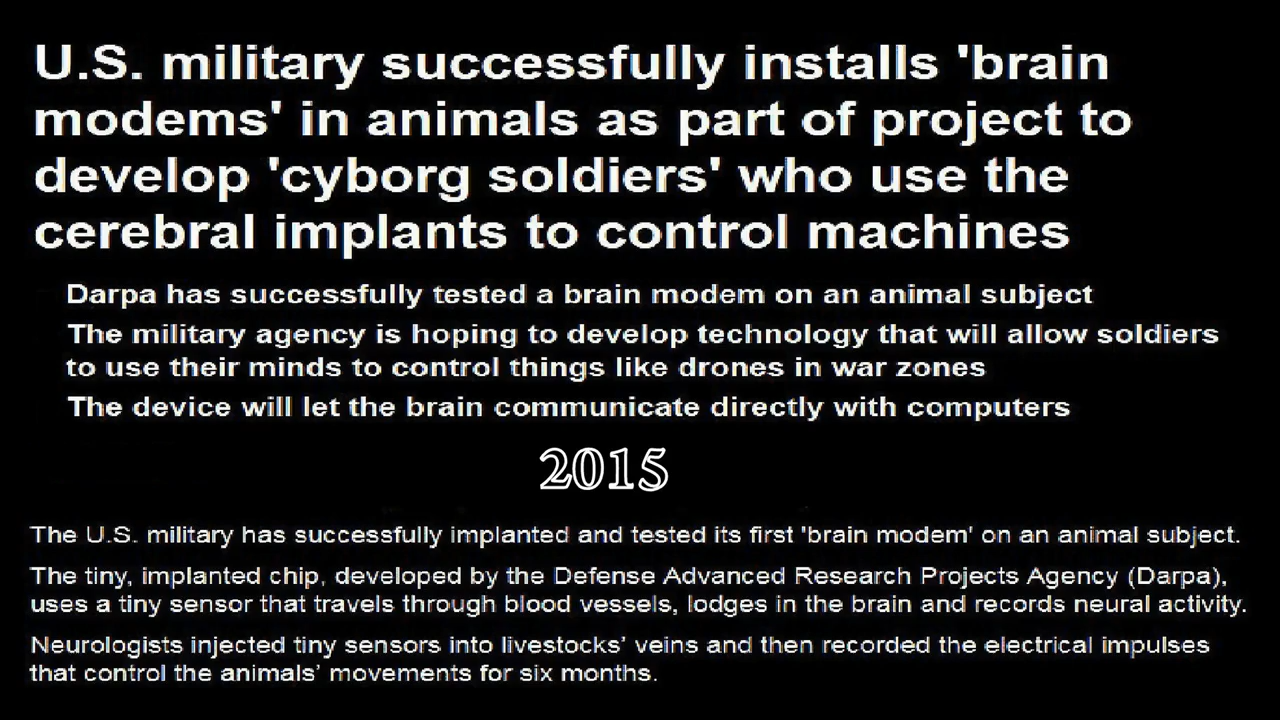 U.S. military successfully installs 'brain
modems' in animals as part of project to
develop 'cyborg soldiers' who use the
cerebral implants to control machines
Darpa has successfully tested a brain modem on an animal subject
The military agency is hoping to develop technology that will allow soldiers
to use their minds to control things like drones in war zones
The device will let the brain communicate directly with computers
2015
The U.S. military has successfully implanted and tested its first 'brain modem' on an animal subject.
The tiny, implanted chip, developed by the Defense Advanced Research Projects Agency (Darpa),
uses a tiny sensor that travels through blood vessels, lodges in the brain and records neural activity.
Neurologists injected tiny sensors into livestocks’ veins and then recorded the electrical impulses
that control the animals’ movements for six months.